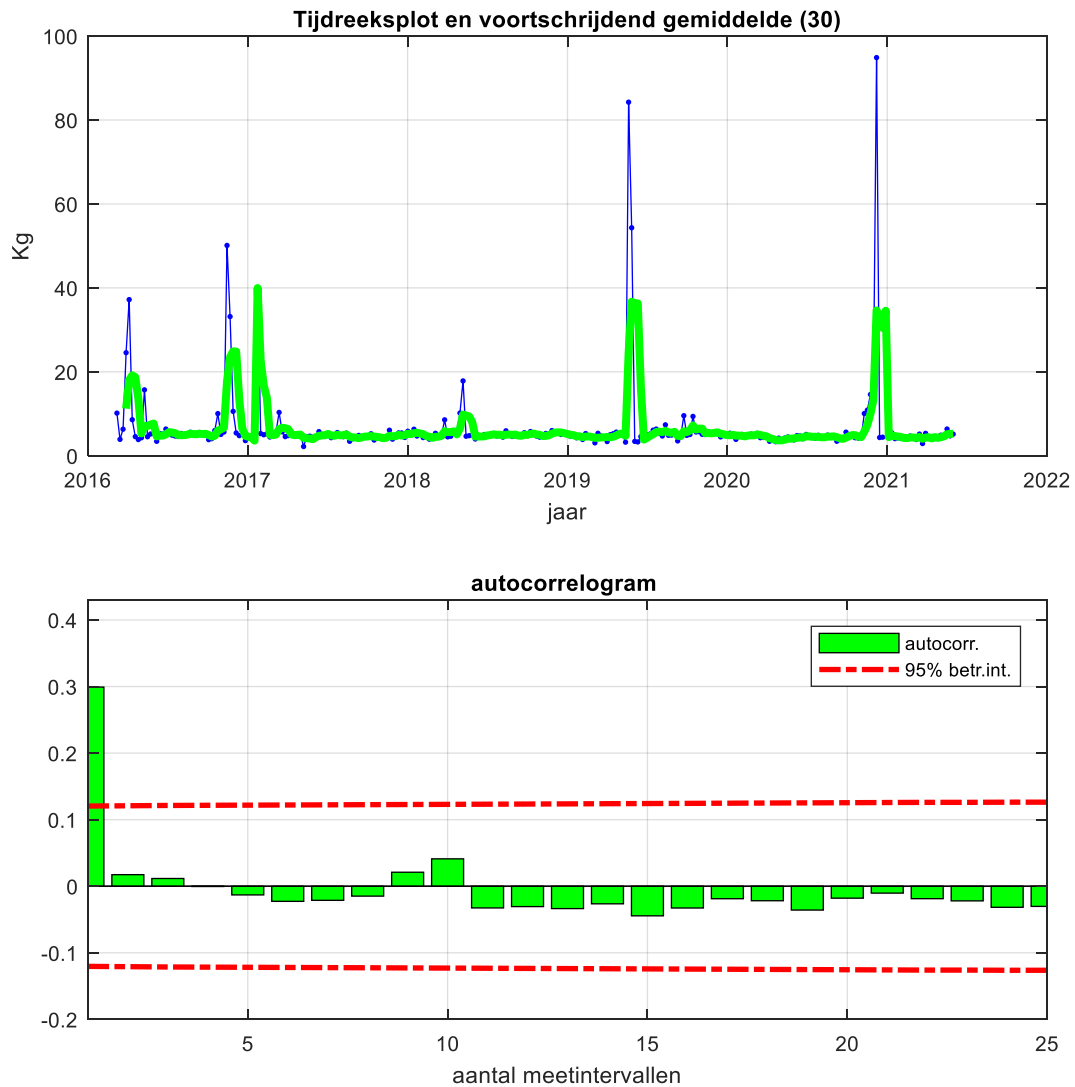 Tijdreeksplot en voortschrijdend gemiddelde (30)
100
80
60
40
20
0
Kg
2016 2017 2018 2019 2020 2021 2022
jaar
autocorrelogram
0.4
0.3
0.2
0.1
0
-0.1
-0.2
autocorr.
95% betr.int.
5 10 15 20 25
aantal meetintervallen